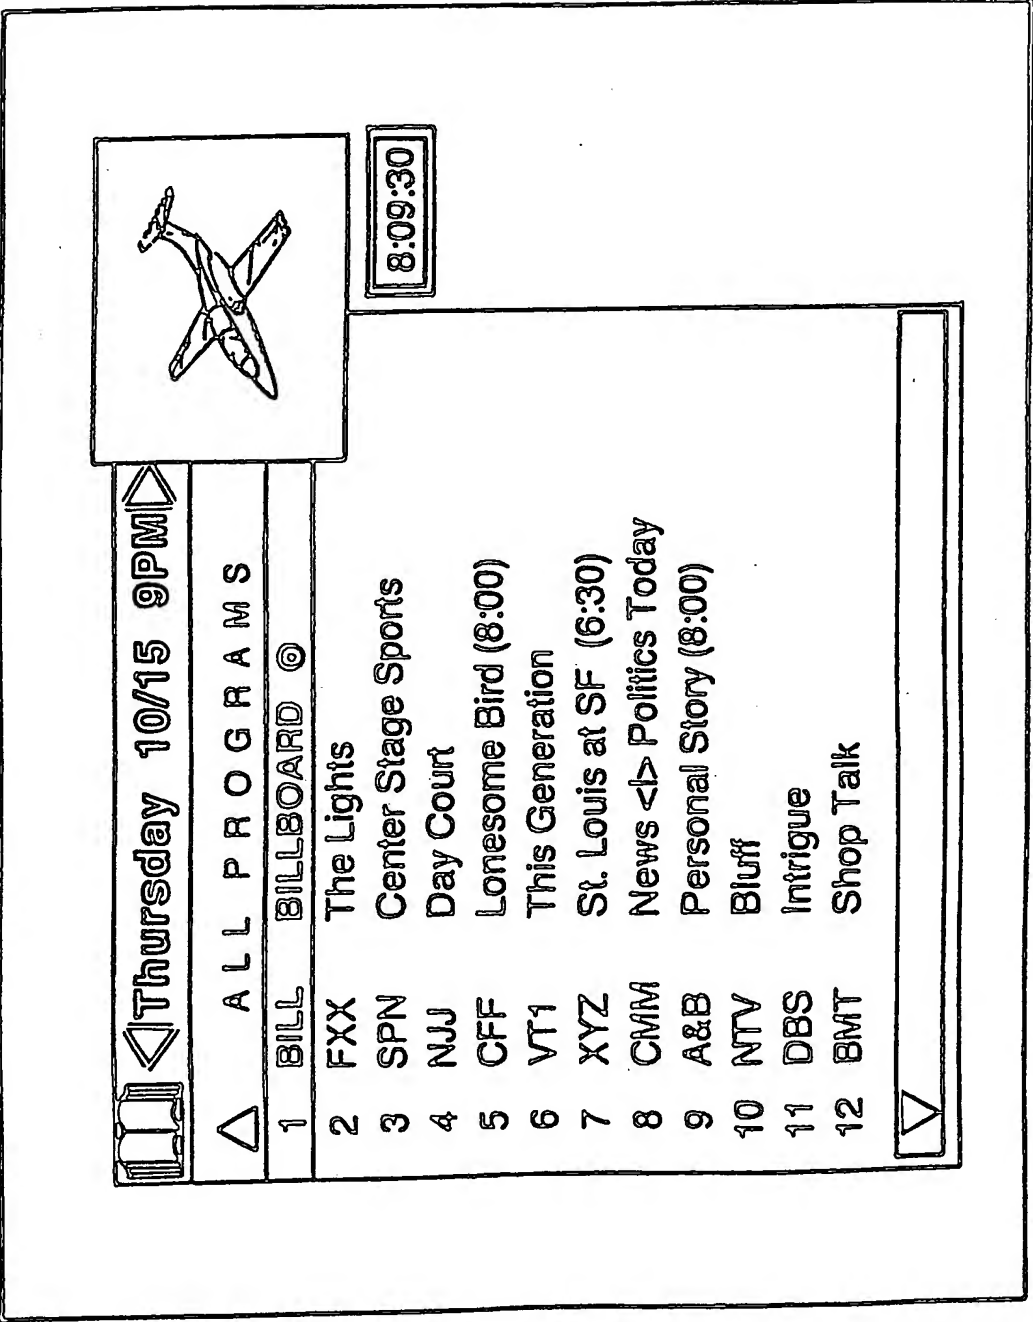 Thursday 10/15 9PM
8:09:30
ALL PROGRAMS
1 BILL BILLBOARD
2 FXX The Lights
3 SPN Center Stage Sports
4 NJJ Day Court
5 CFF Lonesome Bird (8:00)
6 VT1 This Generation
7 XYZ St. Louis at SF (6:30)
8 CMM News <|> Politics Today
9 A&B Personal Story (8:00)
10 NTV Bluff
11 DBS Intrigue
12 BMT Shop Talk